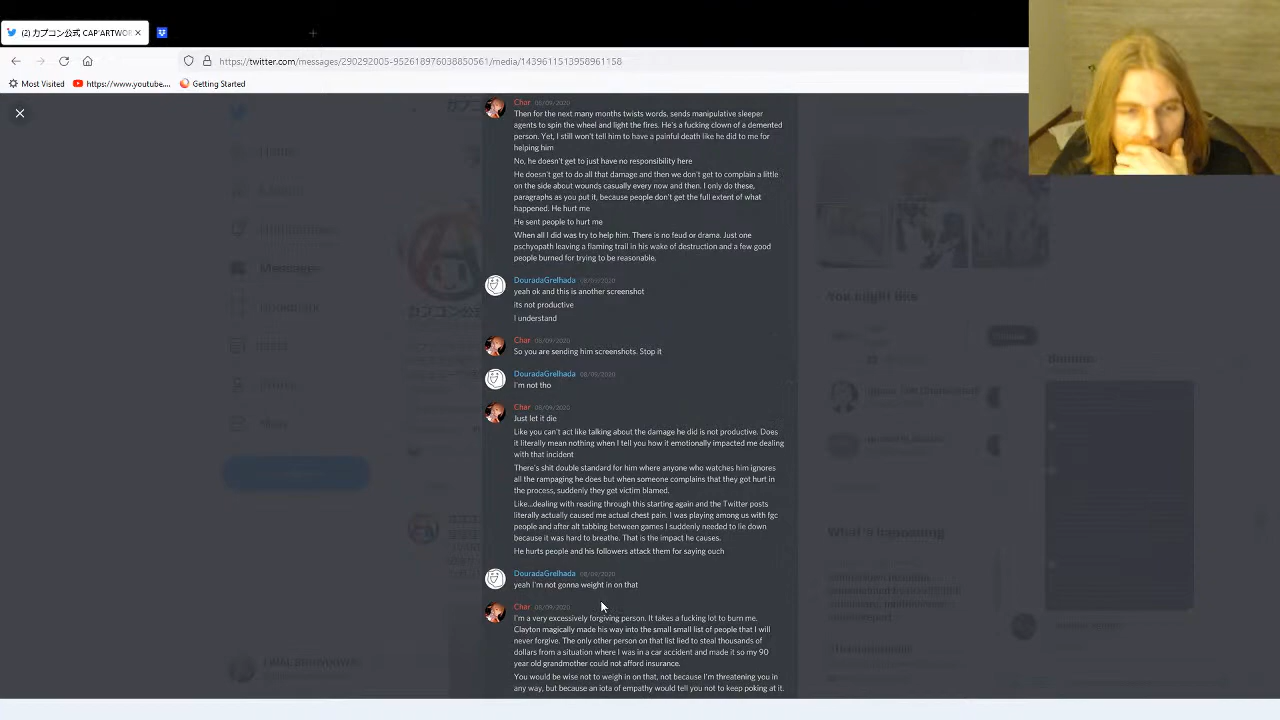 (2) カプコン公式 CAP'ARTWOR
https://twitter.com/messages/290292005-952618976038850561/media/1439611513958961158
Most Visited
https://www.youtube....
Getting Started
Char 08/09/2020
Then for the next many months twists words, sends manipulative sleeper
agents to spin the wheel and light the fires. He's a fucking clown of a demented
person. Yet, I still won't tell him to have a painful death like he did to me for
helping him
No, he doesn't get to just have no responsibility here
He doesn't get to do all that damage and then we don't get to complain a little
on the side about wounds casually every now and then. I only do these,
paragraphs as you put it, because people don't get the full extent of what
happened. He hurt me
He sent people to hurt me
When all I did was try to help him. There is no feud or drama. Just one
pschyopath leaving a flaming trail in his wake of destruction and a few good
people burned for trying to be reasonable.
DouradaGrelhada 08/09/2020
yeah ok and this is another screenshot
its not productive
I understand
Char 08/09/2020
So you are sending him screenshots. Stop it
DouradaGrelhada 08/09/2020
I'm not tho
Char 08/09/2020
Just let it die
Like you can't act like talking about the damage he did is not productive. Does
it literally mean nothing when I tell you how it emotionally impacted me dealing
with that incident
There's shit double standard for him where anyone who watches him ignores
all the rampaging he does but when someone complains that they got hurt in
the process, suddenly they get victim blamed.
Like...dealing with reading through this starting again and the Twitter posts
literally actually caused me actual chest pain. I was playing among us with fgc
people and after alt tabbing between games I suddenly needed to lie down
because it was hard to breathe. That is the impact he causes.
He hurts people and his followers attack them for saying ouch
DouradaGrelhada 08/09/2020
yeah I'm not gonna weight in on that
Char 08/09/2020
I'm a very excessively forgiving person. It takes a fucking lot to burn me.
Clayton magically made his way into the small small list of people that I will
never forgive. The only other person on that list lied to steal thousands of
dollars from a situation where I was in a car accident and made it so my 90
year old grandmother could not afford insurance.
You would be wise not to weigh in on that, not because I'm threatening you in
any way, but because an iota of empathy would tell you not to keep poking at it.
You might like
What's happening